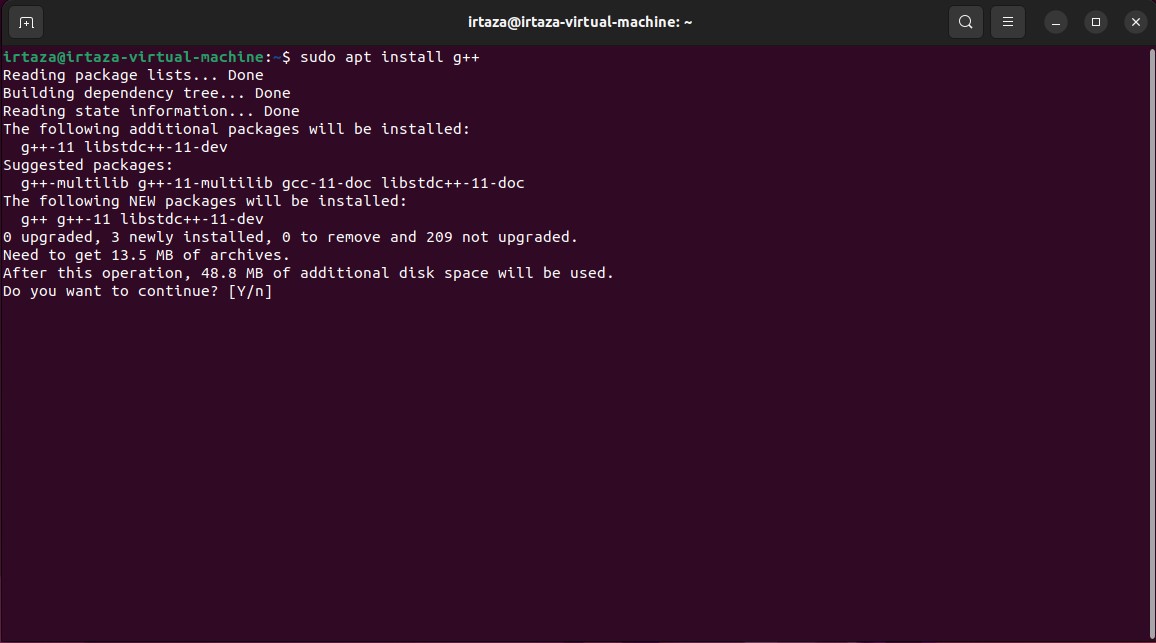 irtaza@irtaza-virtual-machine: ~
irtaza@irtaza-virtual-machine:~$ sudo apt install g++
Reading package lists... Done
Building dependency tree... Done
Reading state information... Done
The following additional packages will be installed:
  g++-11 libstdc++-11-dev
Suggested packages:
  g++-multilib g++-11-multilib gcc-11-doc libstdc++-11-doc
The following NEW packages will be installed:
  g++ g++-11 libstdc++-11-dev
0 upgraded, 3 newly installed, 0 to remove and 209 not upgraded.
Need to get 13.5 MB of archives.
After this operation, 48.8 MB of additional disk space will be used.
Do you want to continue? [Y/n]